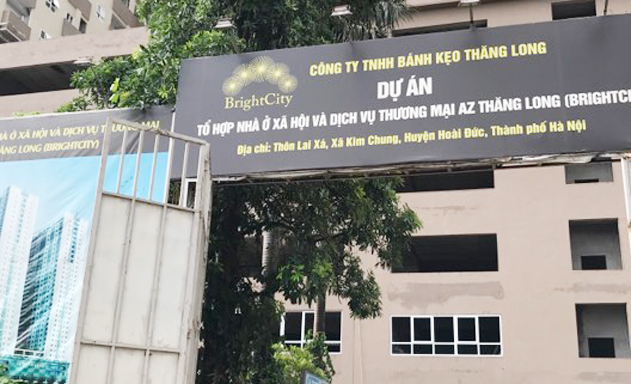 BrightCity
CÔNG TY TNHH BÁNH KẸO THĂNG LONG
DỰ ÁN
TỔ HỢP NHÀ Ở XÃ HỘI VÀ DỊCH VỤ THƯƠNG MẠI AZ THĂNG LONG (BRIGHTC
Địa chỉ: Thôn Lai Xá, Xã Kim Chung, Huyện Hoài Đức, Thành phố Hà Nội
À Ở XÃ HỘI VÀ DỊCH VỤ THƯƠNG MẠI
THĂNG LONG (BRIGHTCITY)